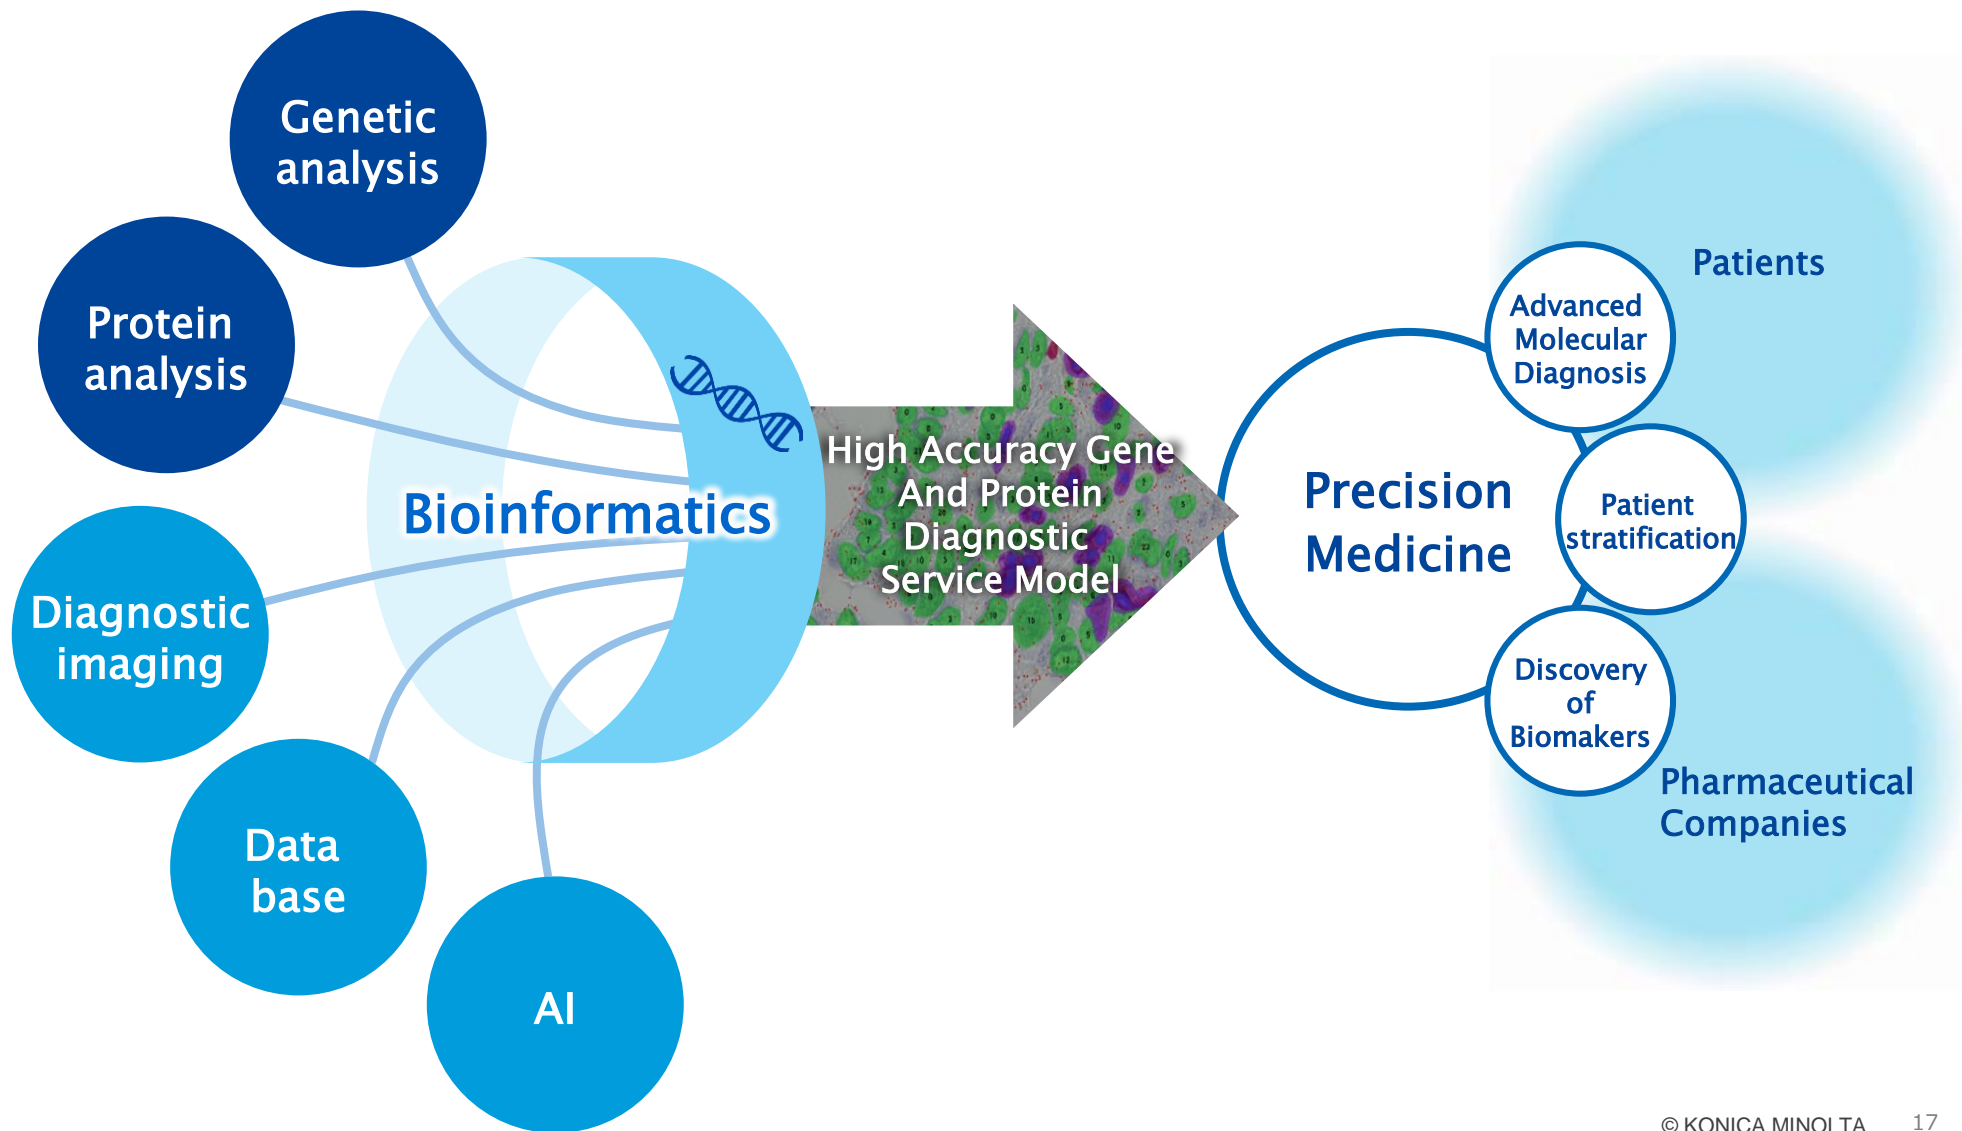 Genetic
analysis
Protein
analysis
Diagnostic
imaging
Data
base
AI
Bioinformatics
High Accuracy Gene
And Protein
Diagnostic
Service Model
Precision
Medicine
Advanced
Molecular
Diagnosis
Patient
stratification
Discovery
of
Biomakers
Patients
Pharmaceutical
Companies
© KONICA MINOLTA 17